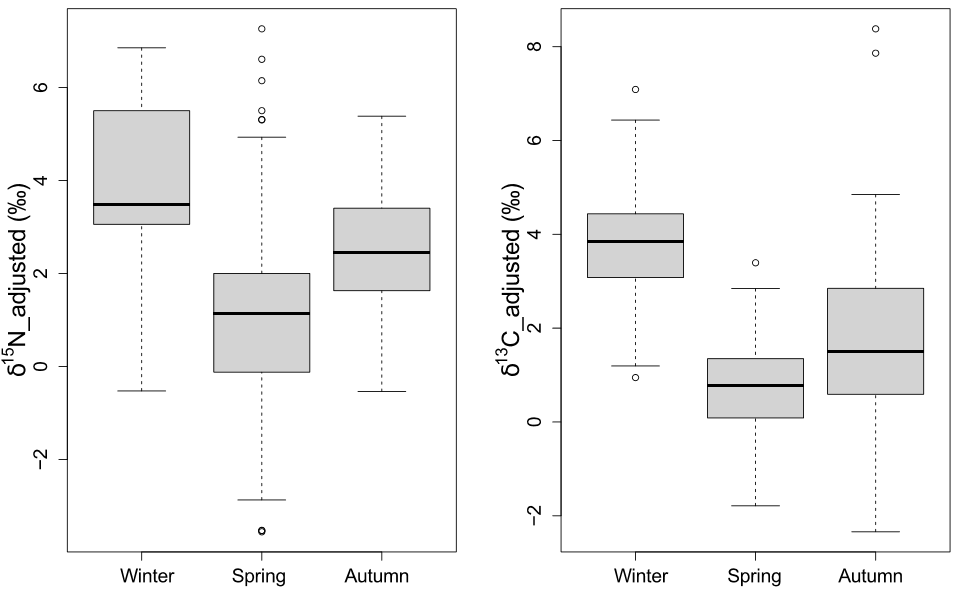 δ15N_adjusted (‰)
6
4
2
0
−2
Winter Spring Autumn
δ13C_adjusted (‰)
8
6
4
2
0
−2
Winter Spring Autumn